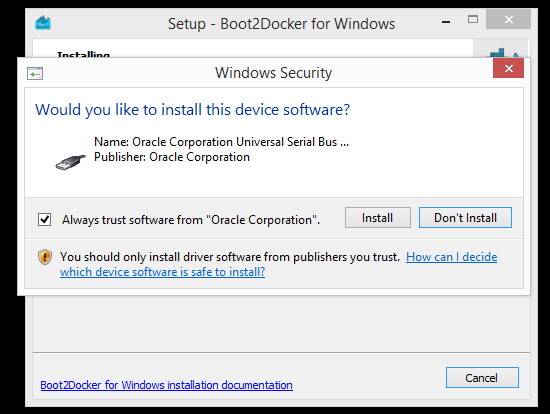 Setup - Boot2Docker for Windows
Installing
Windows Security
Would you like to install this device software?
Name: Oracle Corporation Universal Serial Bus ...
Publisher: Oracle Corporation
Always trust software from "Oracle Corporation".
Install
Don't Install
You should only install driver software from publishers you trust. How can I decide
which device software is safe to install?
Boot2Docker for Windows installation documentation
Cancel